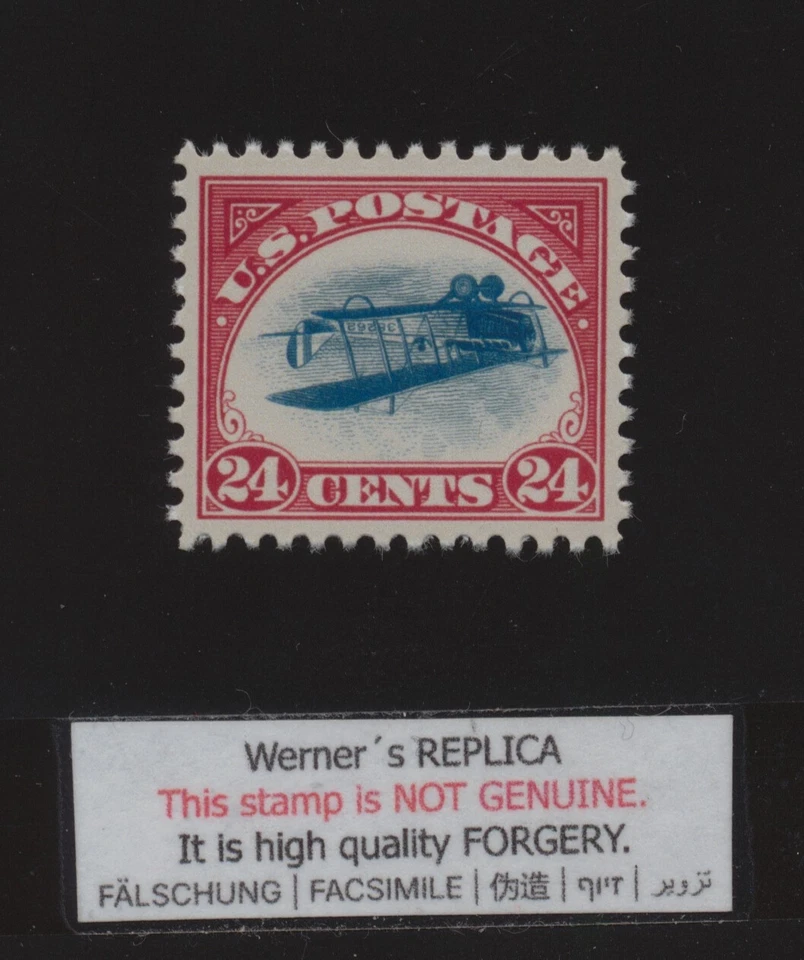 U.S. POSTAGE
38262
24 CENTS 24
Werner´s REPLICA
This stamp is NOT GENUINE.
It is high quality FORGERY.
FÄLSCHUNG | FACSIMILE | 伪造 | זיוף | تزوير